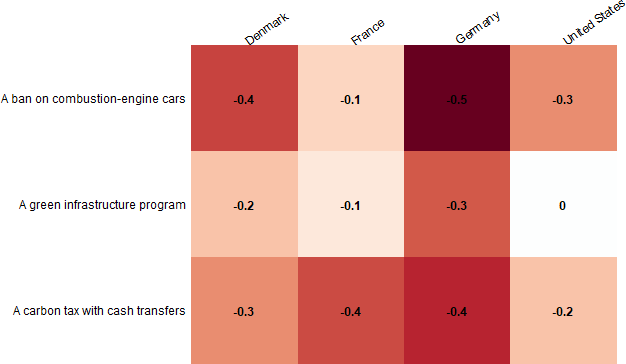 Denmark France Germany United States
A ban on combustion-engine cars -0.4 -0.1 -0.5 -0.3
A green infrastructure program -0.2 -0.1 -0.3 0
A carbon tax with cash transfers -0.3 -0.4 -0.4 -0.2